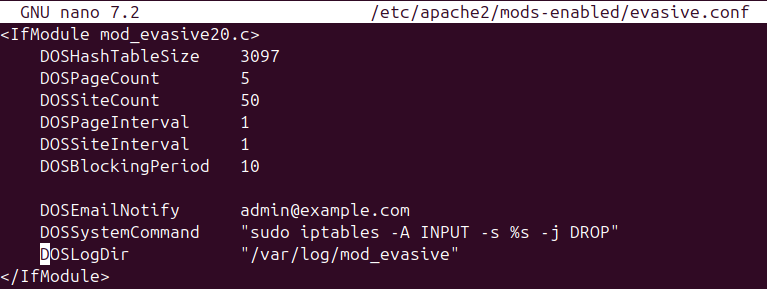 GNU nano 7.2 /etc/apache2/mods-enabled/evasive.conf
<IfModule mod_evasive20.c>
    DOSHashTableSize    3097
    DOSPageCount        5
    DOSSiteCount        50
    DOSPageInterval     1
    DOSSiteInterval     1
    DOSBlockingPeriod   10

    DOSEmailNotify      admin@example.com
    DOSSystemCommand    "sudo iptables -A INPUT -s %s -j DROP"
    DOSLogDir           "/var/log/mod_evasive"
</IfModule>